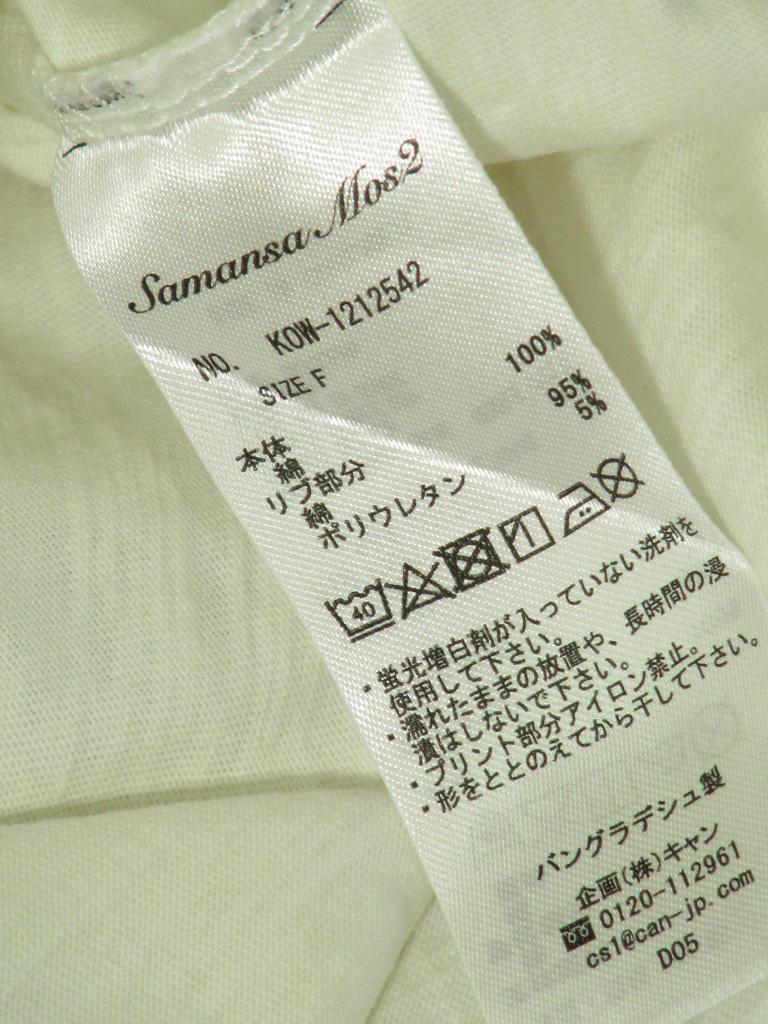 Samansa Mos2
NO. KOW-1212542
SIZE F
本体
綿 100%
リブ部分
綿 95%
ポリウレタン 5%
40
・蛍光増白剤が入っていない洗剤を
使用して下さい。
・濡れたままの放置や、長時間の浸
漬はしないで下さい。
・プリント部分アイロン禁止。
・形をととのえてから干して下さい。
バングラデシュ製
企画(株)キャン
0120-112961
cs1@can-jp.com
D05